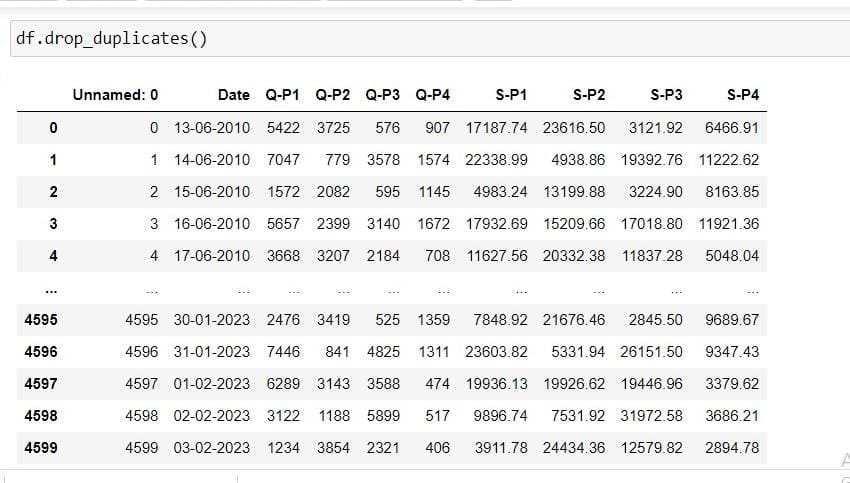 df.drop_duplicates()
Unnamed: 0 Date Q-P1 Q-P2 Q-P3 Q-P4 S-P1 S-P2 S-P3 S-P4
0 0 13-06-2010 5422 3725 576 907 17187.74 23616.50 3121.92 6466.91
1 1 14-06-2010 7047 779 3578 1574 22338.99 4938.86 19392.76 11222.62
2 2 15-06-2010 1572 2082 595 1145 4983.24 13199.88 3224.90 8163.85
3 3 16-06-2010 5657 2399 3140 1672 17932.69 15209.66 17018.80 11921.36
4 4 17-06-2010 3668 3207 2184 708 11627.56 20332.38 11837.28 5048.04
... ... ... ... ... ... ... ... ... ... ...
4595 4595 30-01-2023 2476 3419 525 1359 7848.92 21676.46 2845.50 9689.67
4596 4596 31-01-2023 7446 841 4825 1311 23603.82 5331.94 26151.50 9347.43
4597 4597 01-02-2023 6289 3143 3588 474 19936.13 19926.62 19446.96 3379.62
4598 4598 02-02-2023 3122 1188 5899 517 9896.74 7531.92 31972.58 3686.21
4599 4599 03-02-2023 1234 3854 2321 406 3911.78 24434.36 12579.82 2894.78